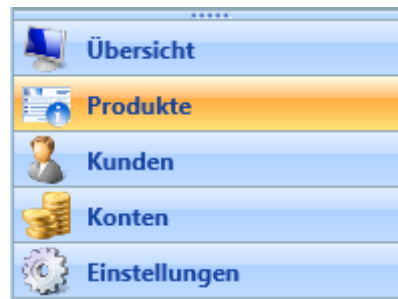 Übersicht
Produkte
Kunden
Konten
Einstellungen